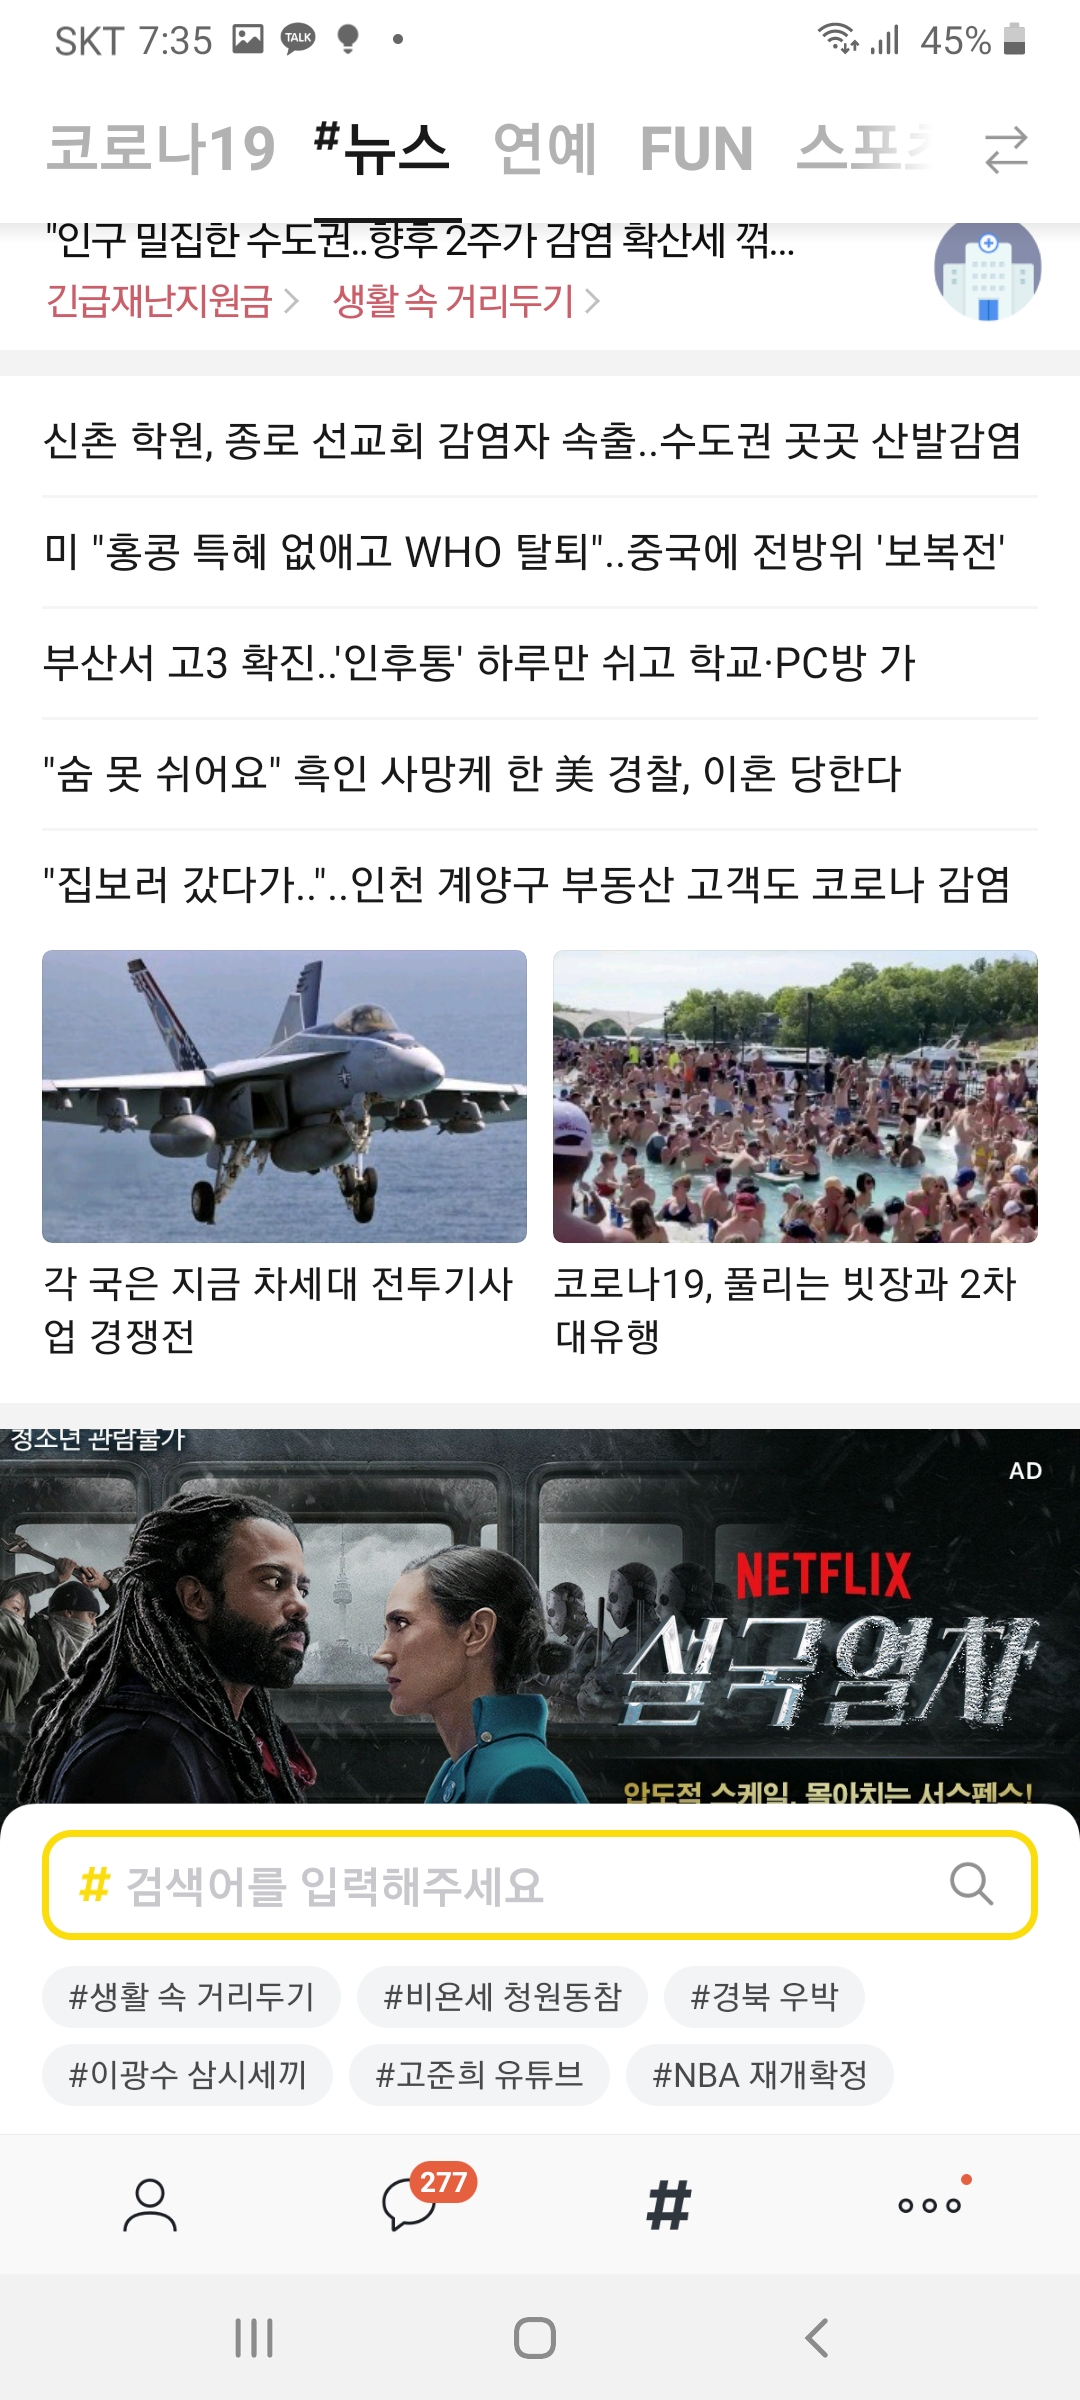 SKT 7:35 TALK 45%
코로나19 #뉴스 연예 FUN 스포츠
"인구 밀집한 수도권..향후 2주가 감염 확산세 꺾...
긴급재난지원금 생활 속 거리두기
신촌 학원, 종로 선교회 감염자 속출..수도권 곳곳 산발감염
미 "홍콩 특혜 없애고 WHO 탈퇴"..중국에 전방위 '보복전'
부산서 고3 확진..'인후통' 하루만 쉬고 학교·PC방 가
"숨 못 쉬어요" 흑인 사망케 한 美 경찰, 이혼 당한다
"집보러 갔다가.."..인천 계양구 부동산 고객도 코로나 감염
각 국은 지금 차세대 전투기사
업 경쟁전
코로나19, 풀리는 빗장과 2차
대유행
청소년 관람불가
AD
NETFLIX
설국열차
압도적 스케일, 몰아치는 서스펜스!
# 검색어를 입력해주세요
#생활 속 거리두기 #비욘세 청원동참 #경북 우박
#이광수 삼시세끼 #고준희 유튜브 #NBA 재개확정
277
#